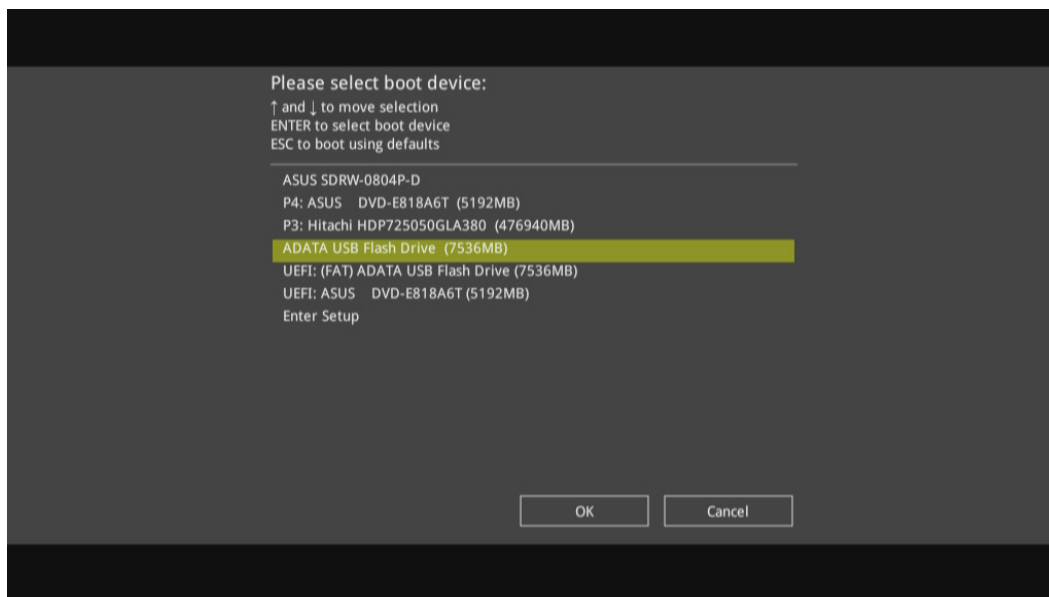 Please select boot device:
↑ and ↓ to move selection
ENTER to select boot device
ESC to boot using defaults
ASUS SDRW-0804P-D
P4: ASUS DVD-E818A6T (5192MB)
P3: Hitachi HDP725050GLA380 (476940MB)
ADATA USB Flash Drive (7536MB)
UEFI: (FAT) ADATA USB Flash Drive (7536MB)
UEFI: ASUS DVD-E818A6T (5192MB)
Enter Setup
OK Cancel